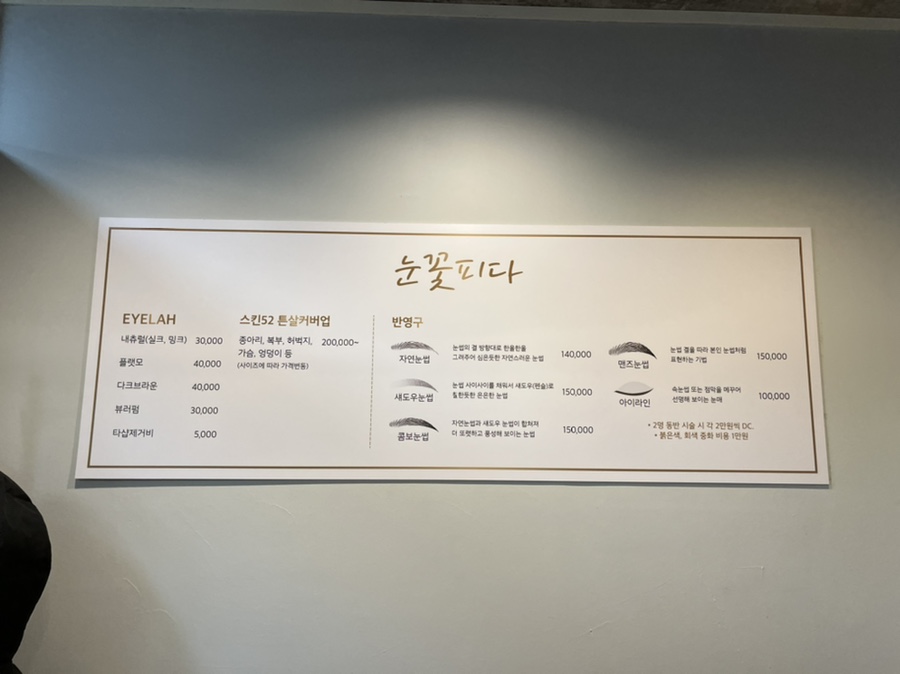 눈꽃피다
EYELAH
내츄럴(실크, 밍크) 30,000
플랫모 40,000
다크브라운 40,000
뷰러펌 30,000
타샵제거비 5,000
스킨52 튼살커버업
종아리, 복부, 허벅지, 200,000~
가슴, 엉덩이 등
(사이즈에 따라 가격변동)
반영구
자연눈썹
눈썹의 결 방향대로 한올한올
그려주어 심은듯한 자연스러운 눈썹
140,000
섀도우눈썹
눈썹 사이사이를 채워서 섀도우(펜슬)로
칠한듯한 은은한 눈썹
150,000
콤보눈썹
자연눈썹과 섀도우 눈썹이 합쳐져
더 또렷하고 풍성해 보이는 눈썹
150,000
맨즈눈썹
눈썹 결을 따라 본인 눈썹처럼
표현하는 기법
150,000
아이라인
속눈썹 또는 점막을 메꾸어
선명해 보이는 눈매
100,000
• 2명 동반 시술 시 각 2만원씩 DC.
• 붉은색, 회색 중화 비용 1만원